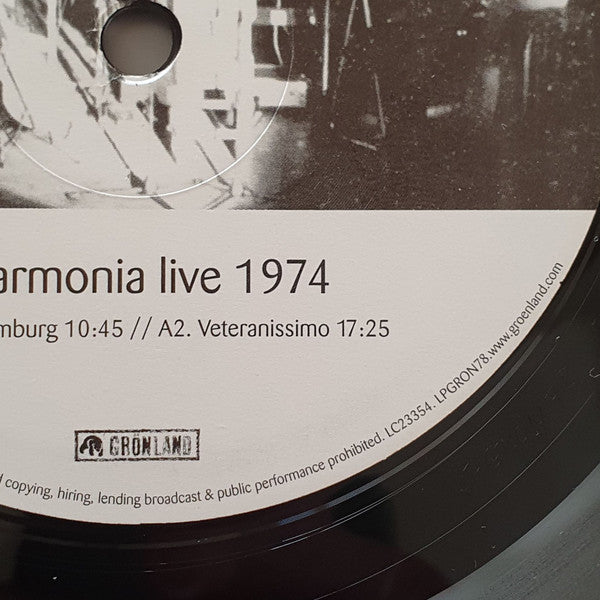 armonia live 1974
mburg 10:45 // A2. Veteranissimo 17:25
GRÖNLAND
d copying, hiring, lending broadcast & public performance prohibited. LC23354. LPGRON78.www.groenland.com